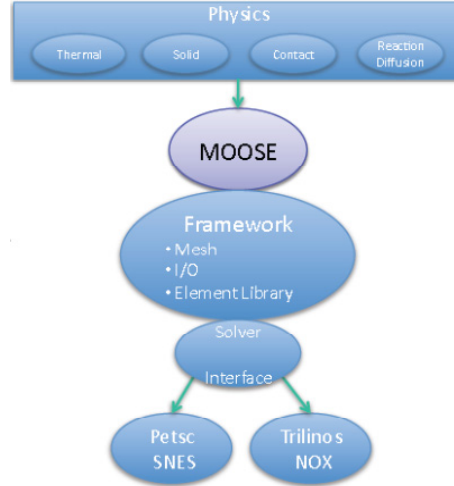 Physics
Thermal
Solid
Contact
Reaction
Diffusion
MOOSE
Framework
• Mesh
• I/O
• Element Library
Solver
Interface
Petsc
SNES
Trilinos
NOX